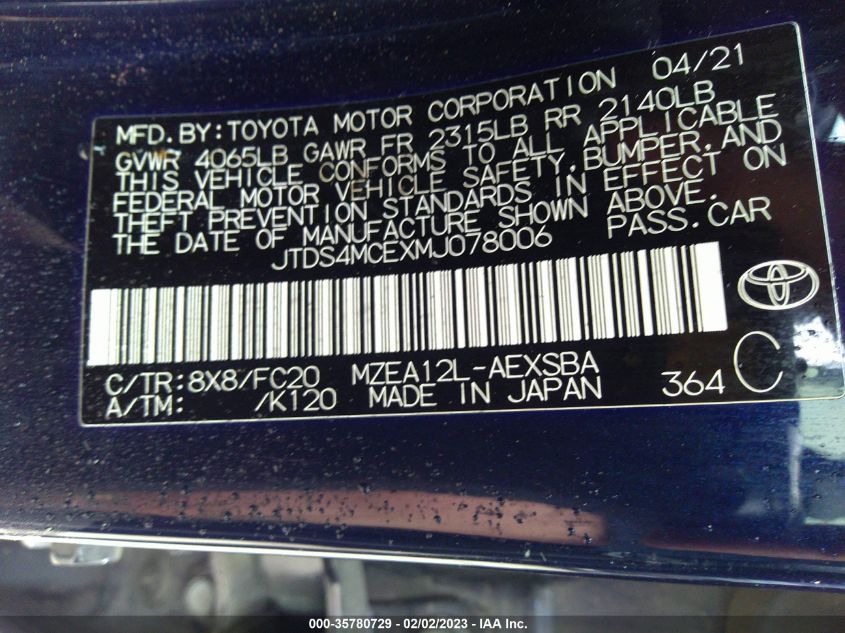 MFD. BY: TOYOTA MOTOR CORPORATION 04/21
GVWR 4065LB GAWR FR 2315LB RR 2140LB
THIS VEHICLE CONFORMS TO ALL APPLICABLE
FEDERAL MOTOR VEHICLE SAFETY, BUMPER, AND
THEFT PREVENTION STANDARDS IN EFFECT ON
THE DATE OF MANUFACTURE SHOWN ABOVE.
JTDS4MCEXMJ078006 PASS. CAR
C/TR: 8X8/FC20 MZEA12L-AEXSBA
A/TM: /K120 MADE IN JAPAN 364 C
000-35780729 - 02/02/2023 - IAA Inc.